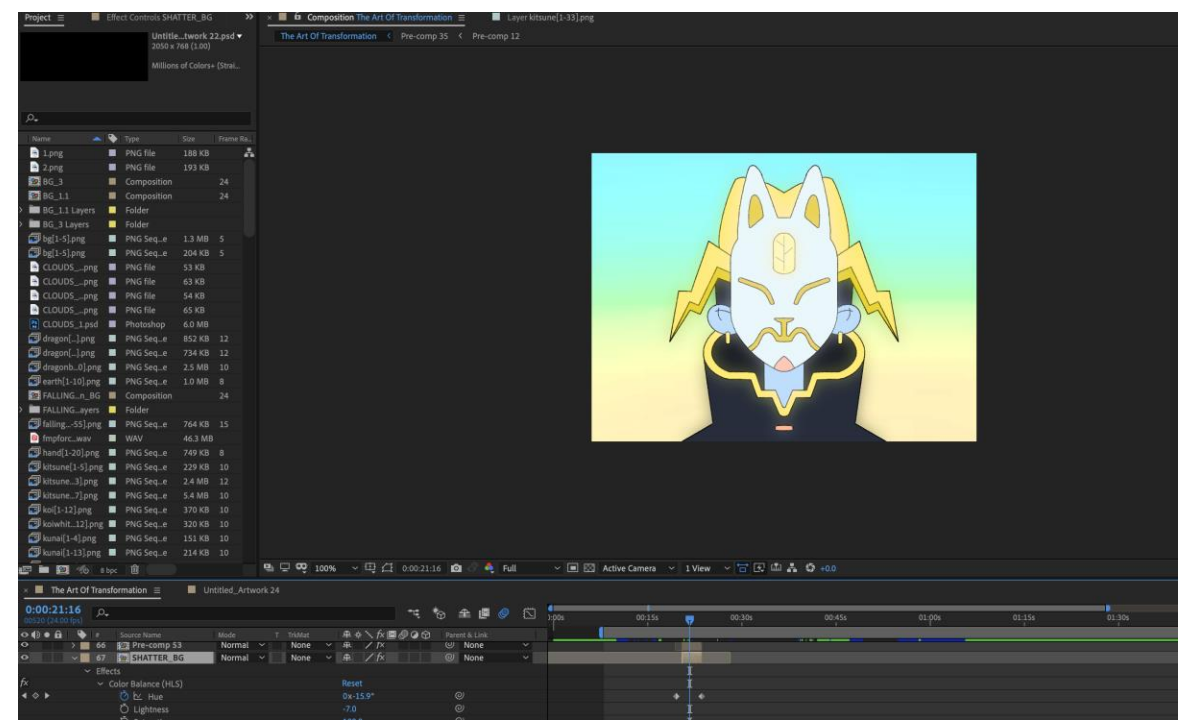 Project
Effect Controls SHATTER_BG
»
Composition The Art Of Transformation
Layer kitsune[1-33].png
Untitle...twork 22.psd
2050 x 768 (1.00)
Millions of Colors+ (Strai...
The Art Of Transformation
Pre-comp 35
Pre-comp 12
Name Type Size Frame Ra..
1.png PNG file 188 KB
2.png PNG file 193 KB
BG_3 Composition 24
BG_1.1 Composition 24
BG_1.1 Layers Folder
BG_3 Layers Folder
bg[1-5].png PNG Seq...e 1.3 MB 5
bg[1-5].png PNG Seq...e 204 KB 5
CLOUDS_...png PNG file 53 KB
CLOUDS_...png PNG file 63 KB
CLOUDS_...png PNG file 54 KB
CLOUDS_...png PNG file 65 KB
CLOUDS_1.psd Photoshop 6.0 MB
dragon[...].png PNG Seq...e 852 KB 12
dragon[...].png PNG Seq...e 734 KB 12
dragonb...0].png PNG Seq...e 2.5 MB 10
earth[1-10].png PNG Seq...e 1.0 MB 8
FALLING...n_BG Composition 24
FALLING...ayers Folder
falling...-55].png PNG Seq...e 764 KB 15
fmpforc...wav WAV 46.3 MB
hand[1-20].png PNG Seq...e 749 KB 8
kitsune[1-5].png PNG Seq...e 229 KB 10
kitsune...3].png PNG Seq...e 2.4 MB 12
kitsune...7].png PNG Seq...e 5.4 MB 10
koi[1-12].png PNG Seq...e 370 KB 10
koiwhit...12].png PNG Seq...e 320 KB 10
kunai[1-4].png PNG Seq...e 151 KB 10
kunai[1-13].png PNG Seq...e 214 KB 10
8 bpc
100% 0:00:21:16 Full Active Camera 1 View +0.0
The Art Of Transformation
Untitled_Artwork 24
0:00:21:16
00520 (24.00 fps)
00:15s 00:30s 00:45s 01:00s 01:15s 01:30s
# Source Name Mode T TrkMat Parent & Link
66 Pre-comp 53 Normal None None
67 SHATTER_BG Normal None None
Effects
fx Color Balance (HLS) Reset
Hue 0x-15.9°
Lightness -7.0